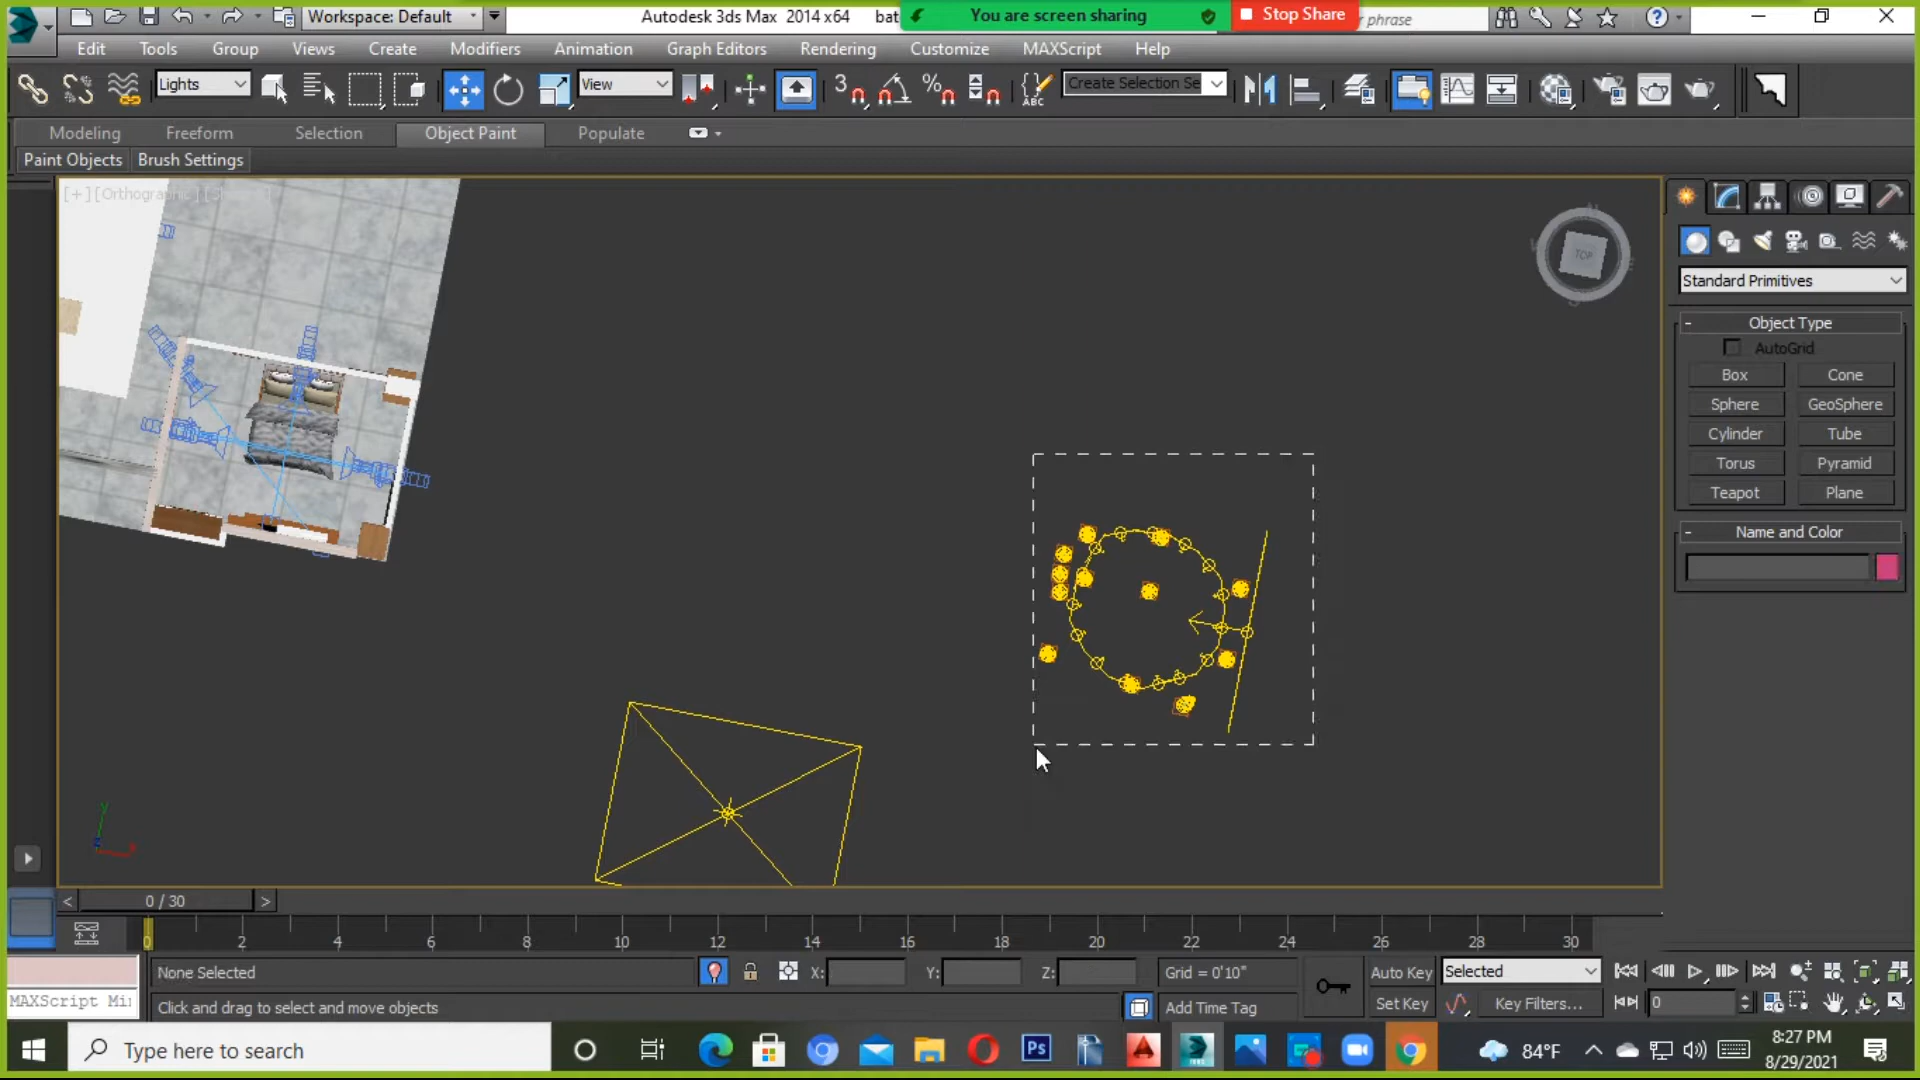 Workspace: Default
Autodesk 3ds Max 2014 x64 bat
You are screen sharing
Stop Share
phrase
Edit Tools Group Views Create Modifiers Animation Graph Editors Rendering Customize MAXScript Help
Lights
View
3
%
ABC
Create Selection Se
Modeling Freeform Selection Object Paint Populate
Paint Objects Brush Settings
[+] [Orthographic]
TOP
Standard Primitives
- Object Type
AutoGrid
Box Cone
Sphere GeoSphere
Cylinder Tube
Torus Pyramid
Teapot Plane
- Name and Color
y
< 0 / 30 >
0 2 4 6 8 10 12 14 16 18 20 22 24 26 28 30
None Selected
X: Y: Z:
Grid = 0'10"
Auto Key
Selected
MAXScript Mi
Click and drag to select and move objects
Add Time Tag
Set Key
Key Filters...
0
Type here to search
Ps
84°F
8:27 PM
8/29/2021